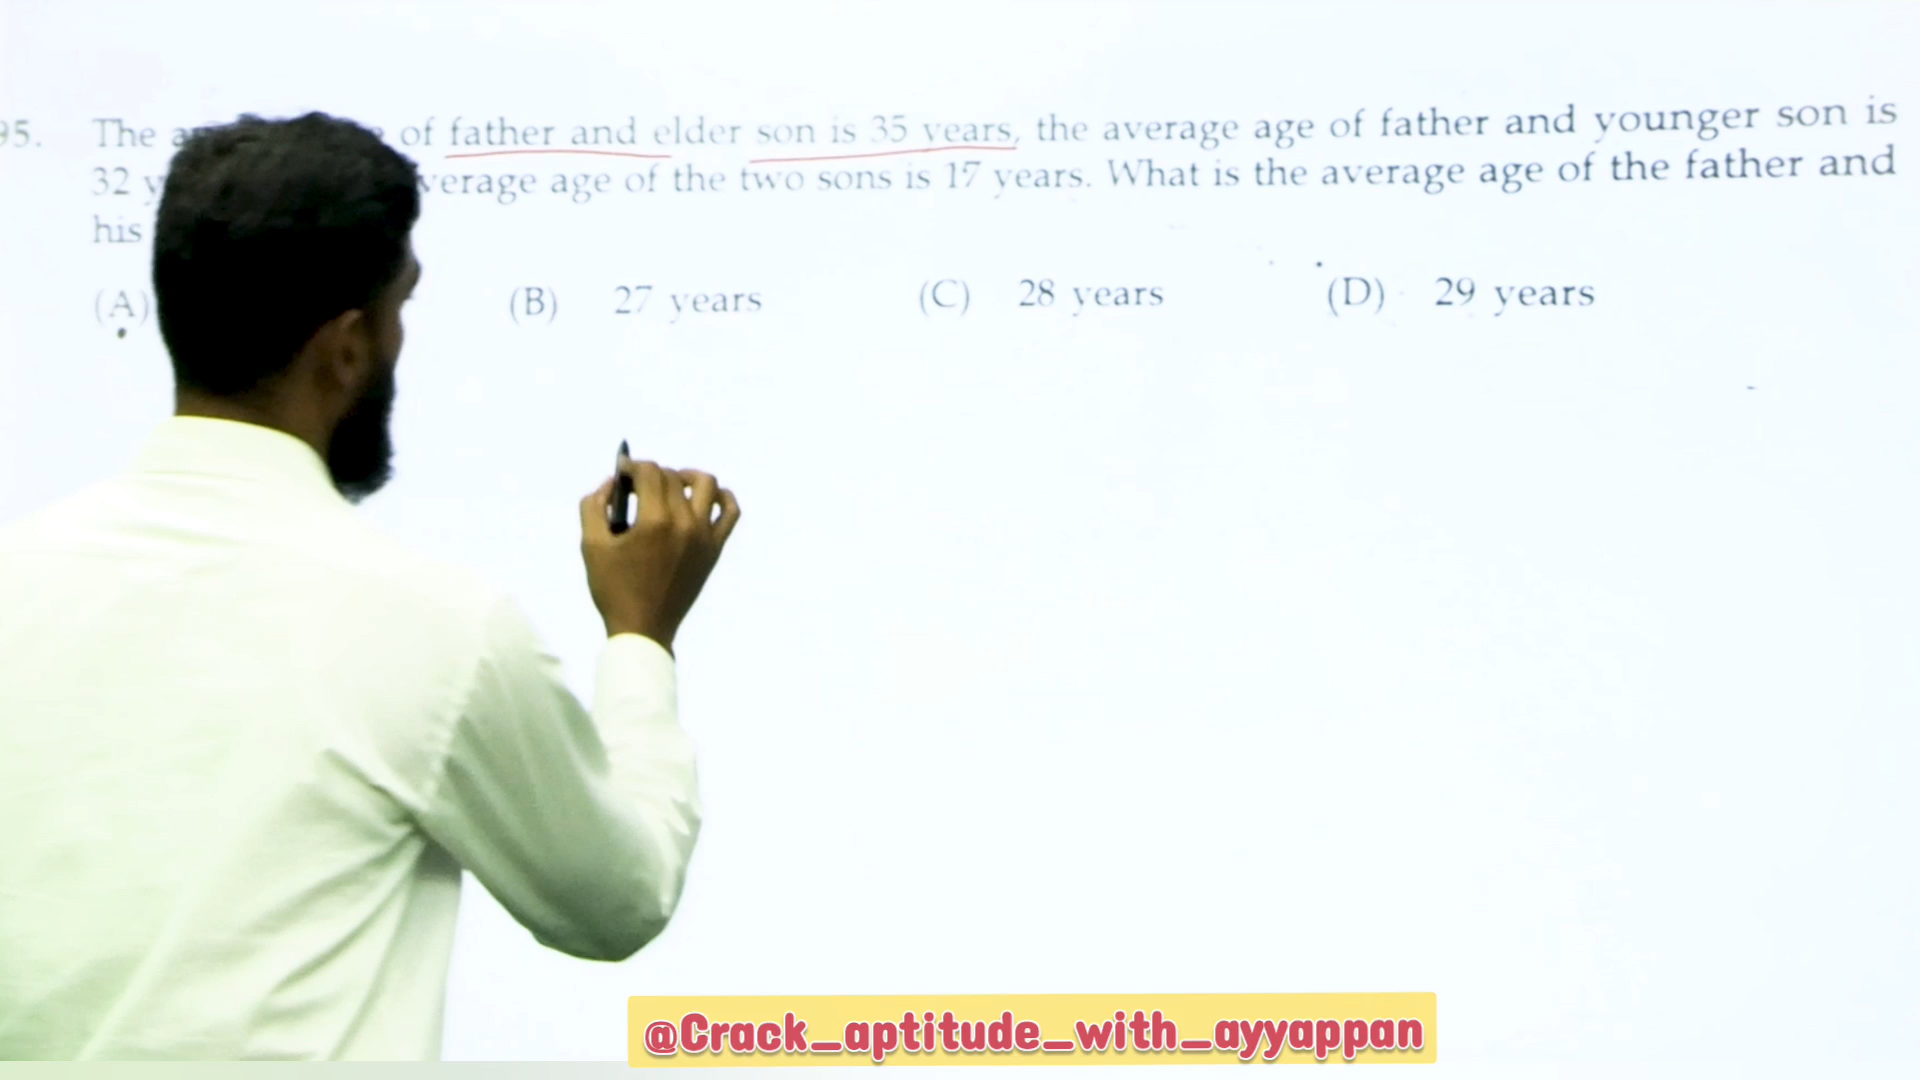 95. The of father and elder son is 35 years, the average age of father and younger son is
32 verage age of the two sons is 17 years. What is the average age of the father and
his
(A) (B) 27 years (C) 28 years (D) 29 years
@Crack_aptitude_with_ayyappan